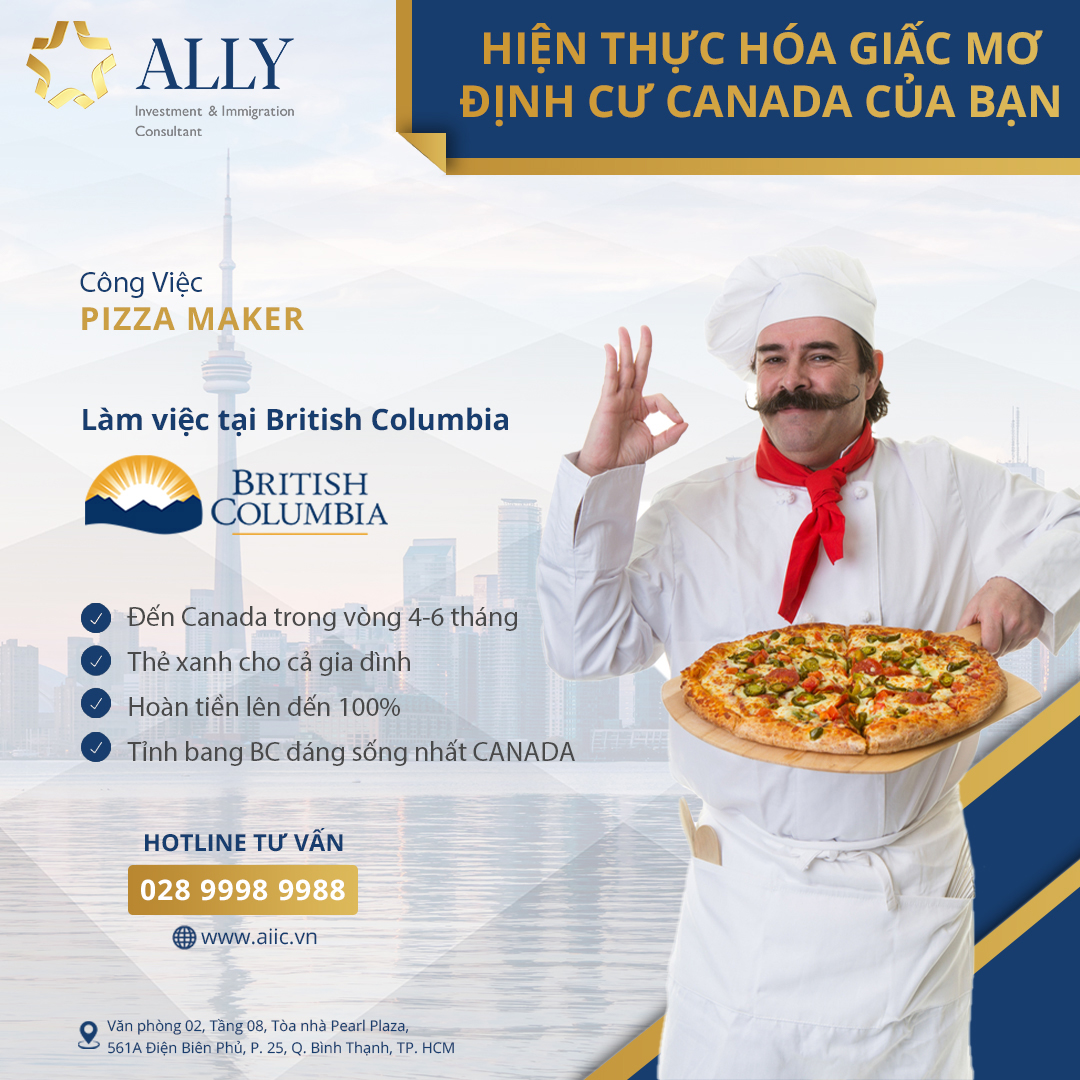 ALLY
Investment & Immigration
Consultant
HIỆN THỰC HÓA GIẤC MƠ
ĐỊNH CƯ CANADA CỦA BẠN
Công Việc
PIZZA MAKER
Làm việc tại British Columbia
BRITISH
COLUMBIA
Đến Canada trong vòng 4-6 tháng
Thẻ xanh cho cả gia đình
Hoàn tiền lên đến 100%
Tỉnh bang BC đáng sống nhất CANADA
HOTLINE TƯ VẤN
028 9998 9988
www.aiic.vn
Văn phòng 02, Tầng 08, Tòa nhà Pearl Plaza,
561A Điện Biên Phủ, P. 25, Q. Bình Thạnh, TP. HCM